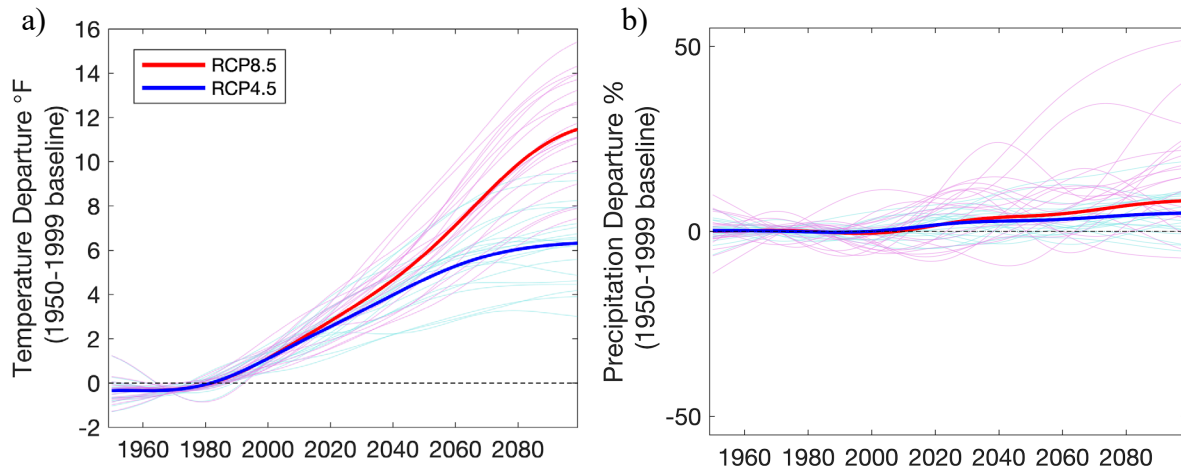 a)
Temperature Departure °F
(1950-1999 baseline)
16
14
12
10
8
6
4
2
0
-2
RCP8.5
RCP4.5
1960 1980 2000 2020 2040 2060 2080
b)
Precipitation Departure %
(1950-1999 baseline)
50
0
-50
1960 1980 2000 2020 2040 2060 2080